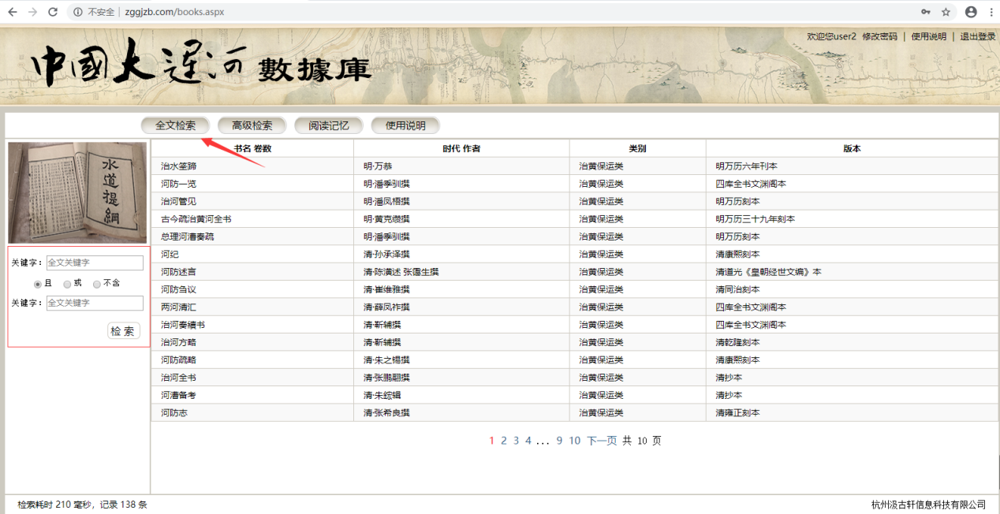 不安全 | zggjzb.com/books.aspx
欢迎您user2 修改密码 | 使用说明 | 退出登录
中國大運河數據庫
全文检索 高级检索 阅读记忆 使用说明
水道提綱
关键字: 全文关键字
且 或 不含
关键字: 全文关键字
检 索
书名 卷数 时代 作者 类别 版本
治水筌蹄 明·万恭 治黄保运类 明万历六年刊本
河防一览 明·潘季驯撰 治黄保运类 四库全书文渊阁本
治河管见 明·潘凤梧撰 治黄保运类 明万历刻本
古今疏治黄河全书 明·黄克缵撰 治黄保运类 明万历三十九年刻本
总理河漕奏疏 明·潘季驯撰 治黄保运类 明万历刻本
河纪 清·孙承泽撰 治黄保运类 清康熙刻本
河防述言 清·陈潢述 张霭生撰 治黄保运类 清道光《皇朝经世文编》本
河防刍议 清·崔维雅撰 治黄保运类 清同治刻本
两河清汇 清·薛凤祚撰 治黄保运类 四库全书文渊阁本
治河奏績书 清·靳辅撰 治黄保运类 四库全书文渊阁本
治河方略 清·靳辅撰 治黄保运类 清乾隆刻本
河防疏略 清·朱之锡撰 治黄保运类 清康熙刻本
治河全书 清·张鹏翮撰 治黄保运类 清抄本
河漕备考 清·朱鋐辑 治黄保运类 清抄本
河防志 清·张希良撰 治黄保运类 清雍正刻本
1 2 3 4 ... 9 10 下一页 共 10 页
检索耗时 210 毫秒，记录 138 条
杭州汲古轩信息科技有限公司